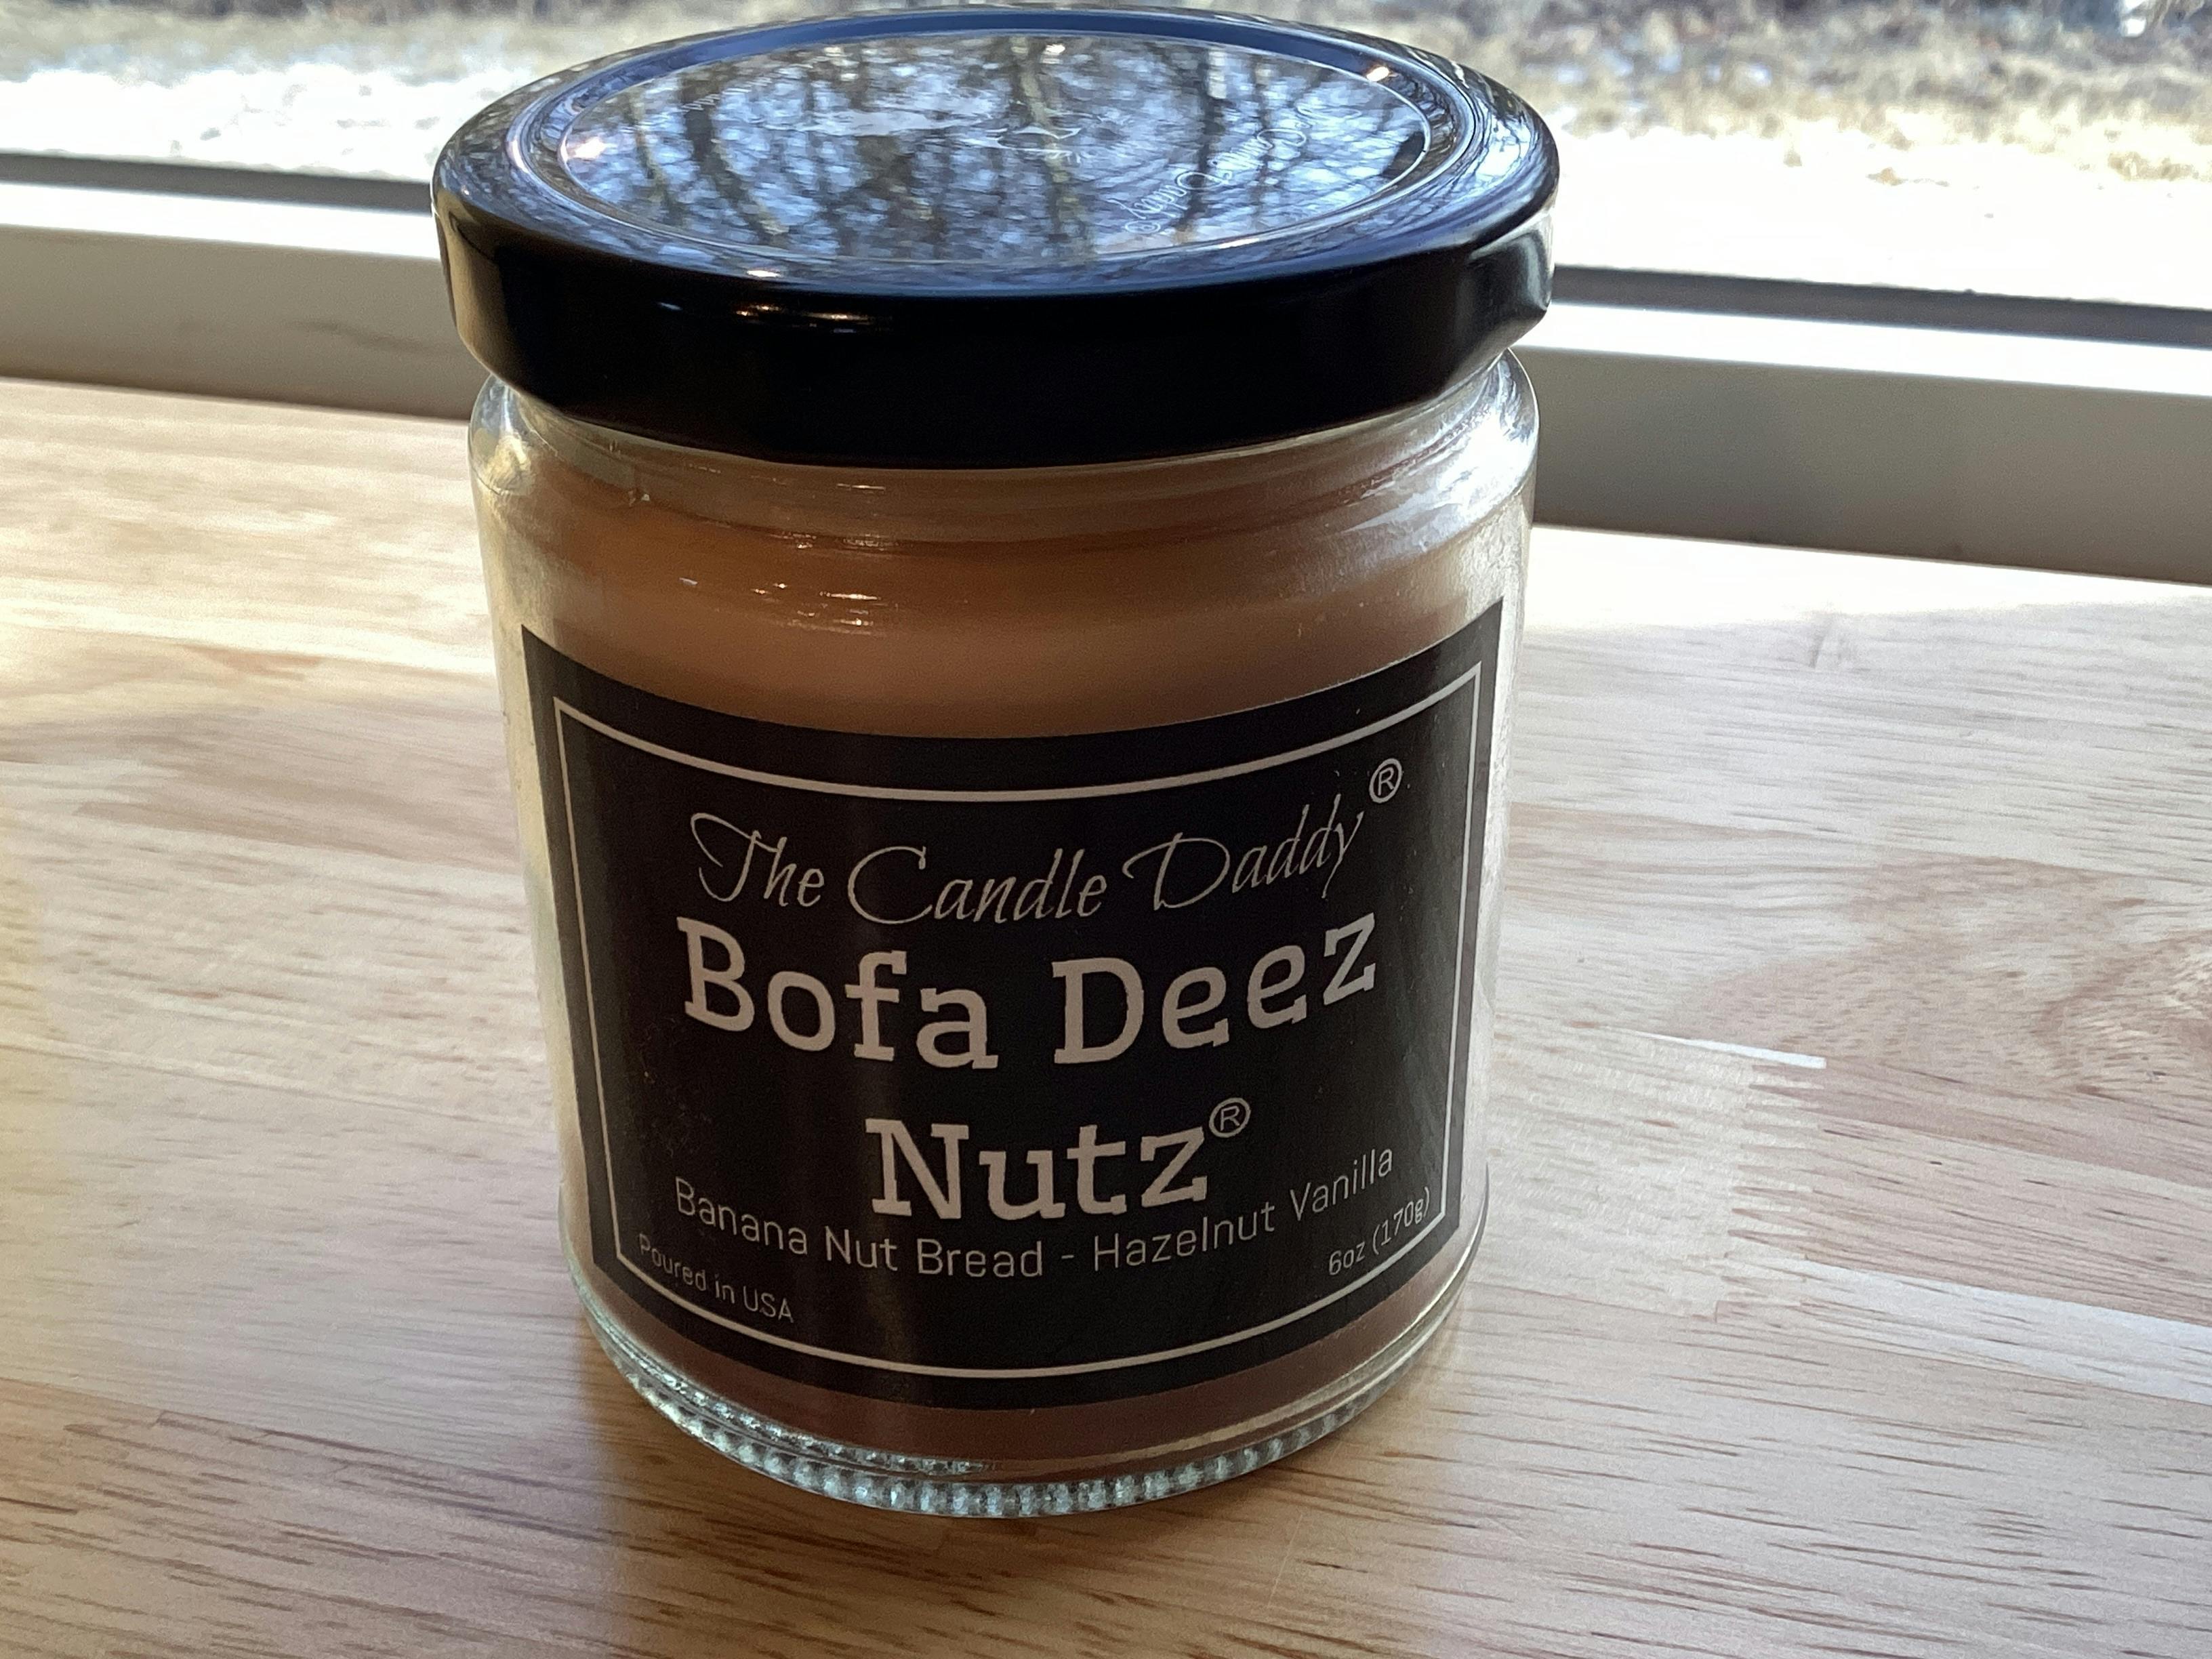 The Candle Daddy®
Bofa Deez
Nutz®
Banana Nut Bread - Hazelnut Vanilla
Poured in USA
6oz (170g)